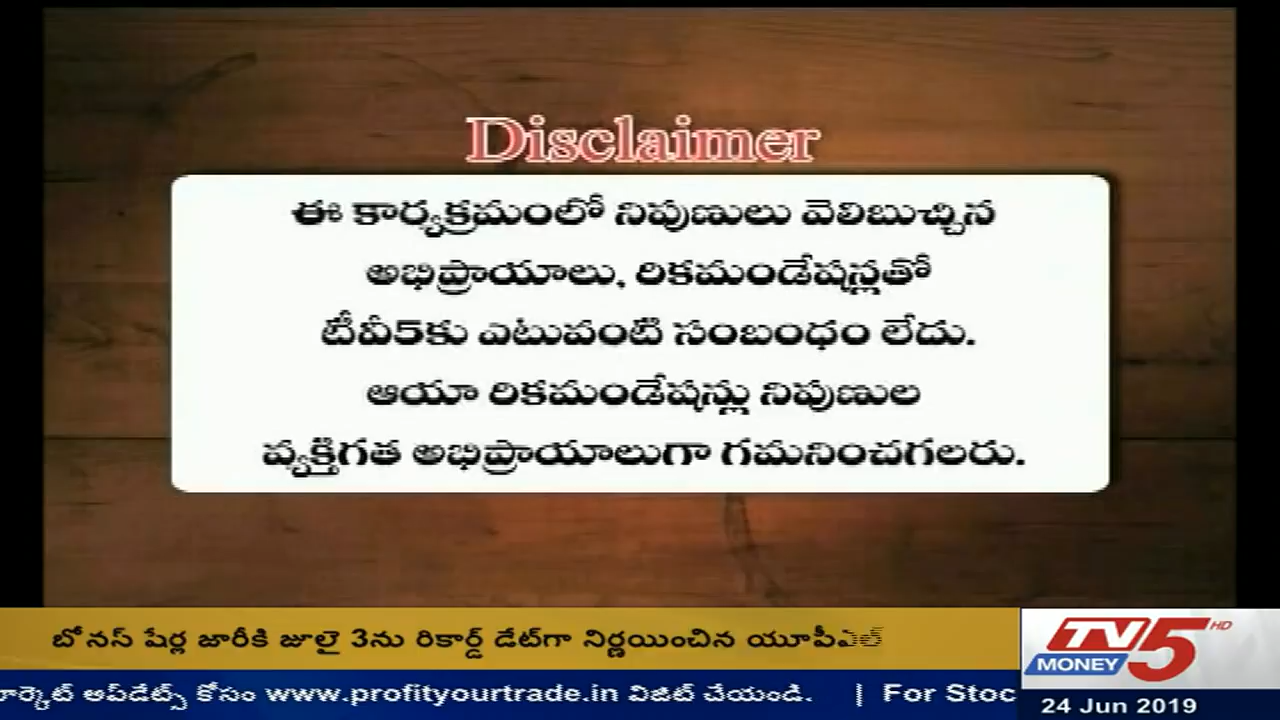 Disclaimer
ఈ కార్యక్రమంలో నిపుణులు వెలిబుచ్చిన
అభిప్రాయాలు, రికమండేషన్లతో
టీవీ5కు ఎటువంటి సంబంధం లేదు.
ఆయా రికమండేషన్లు నిపుణుల
వ్యక్తిగత అభిప్రాయాలుగా గమనించగలరు.
బోనస్ షేర్ల జారీకి జూలై 3ను రికార్డ్ డేట్‌గా నిర్ణయించిన యూపీఎల్
TV5 HD
MONEY
అప్‌డేట్స్ కోసం www.profityourtrade.in విజిట్ చేయండి. | For Stoc
24 Jun 2019